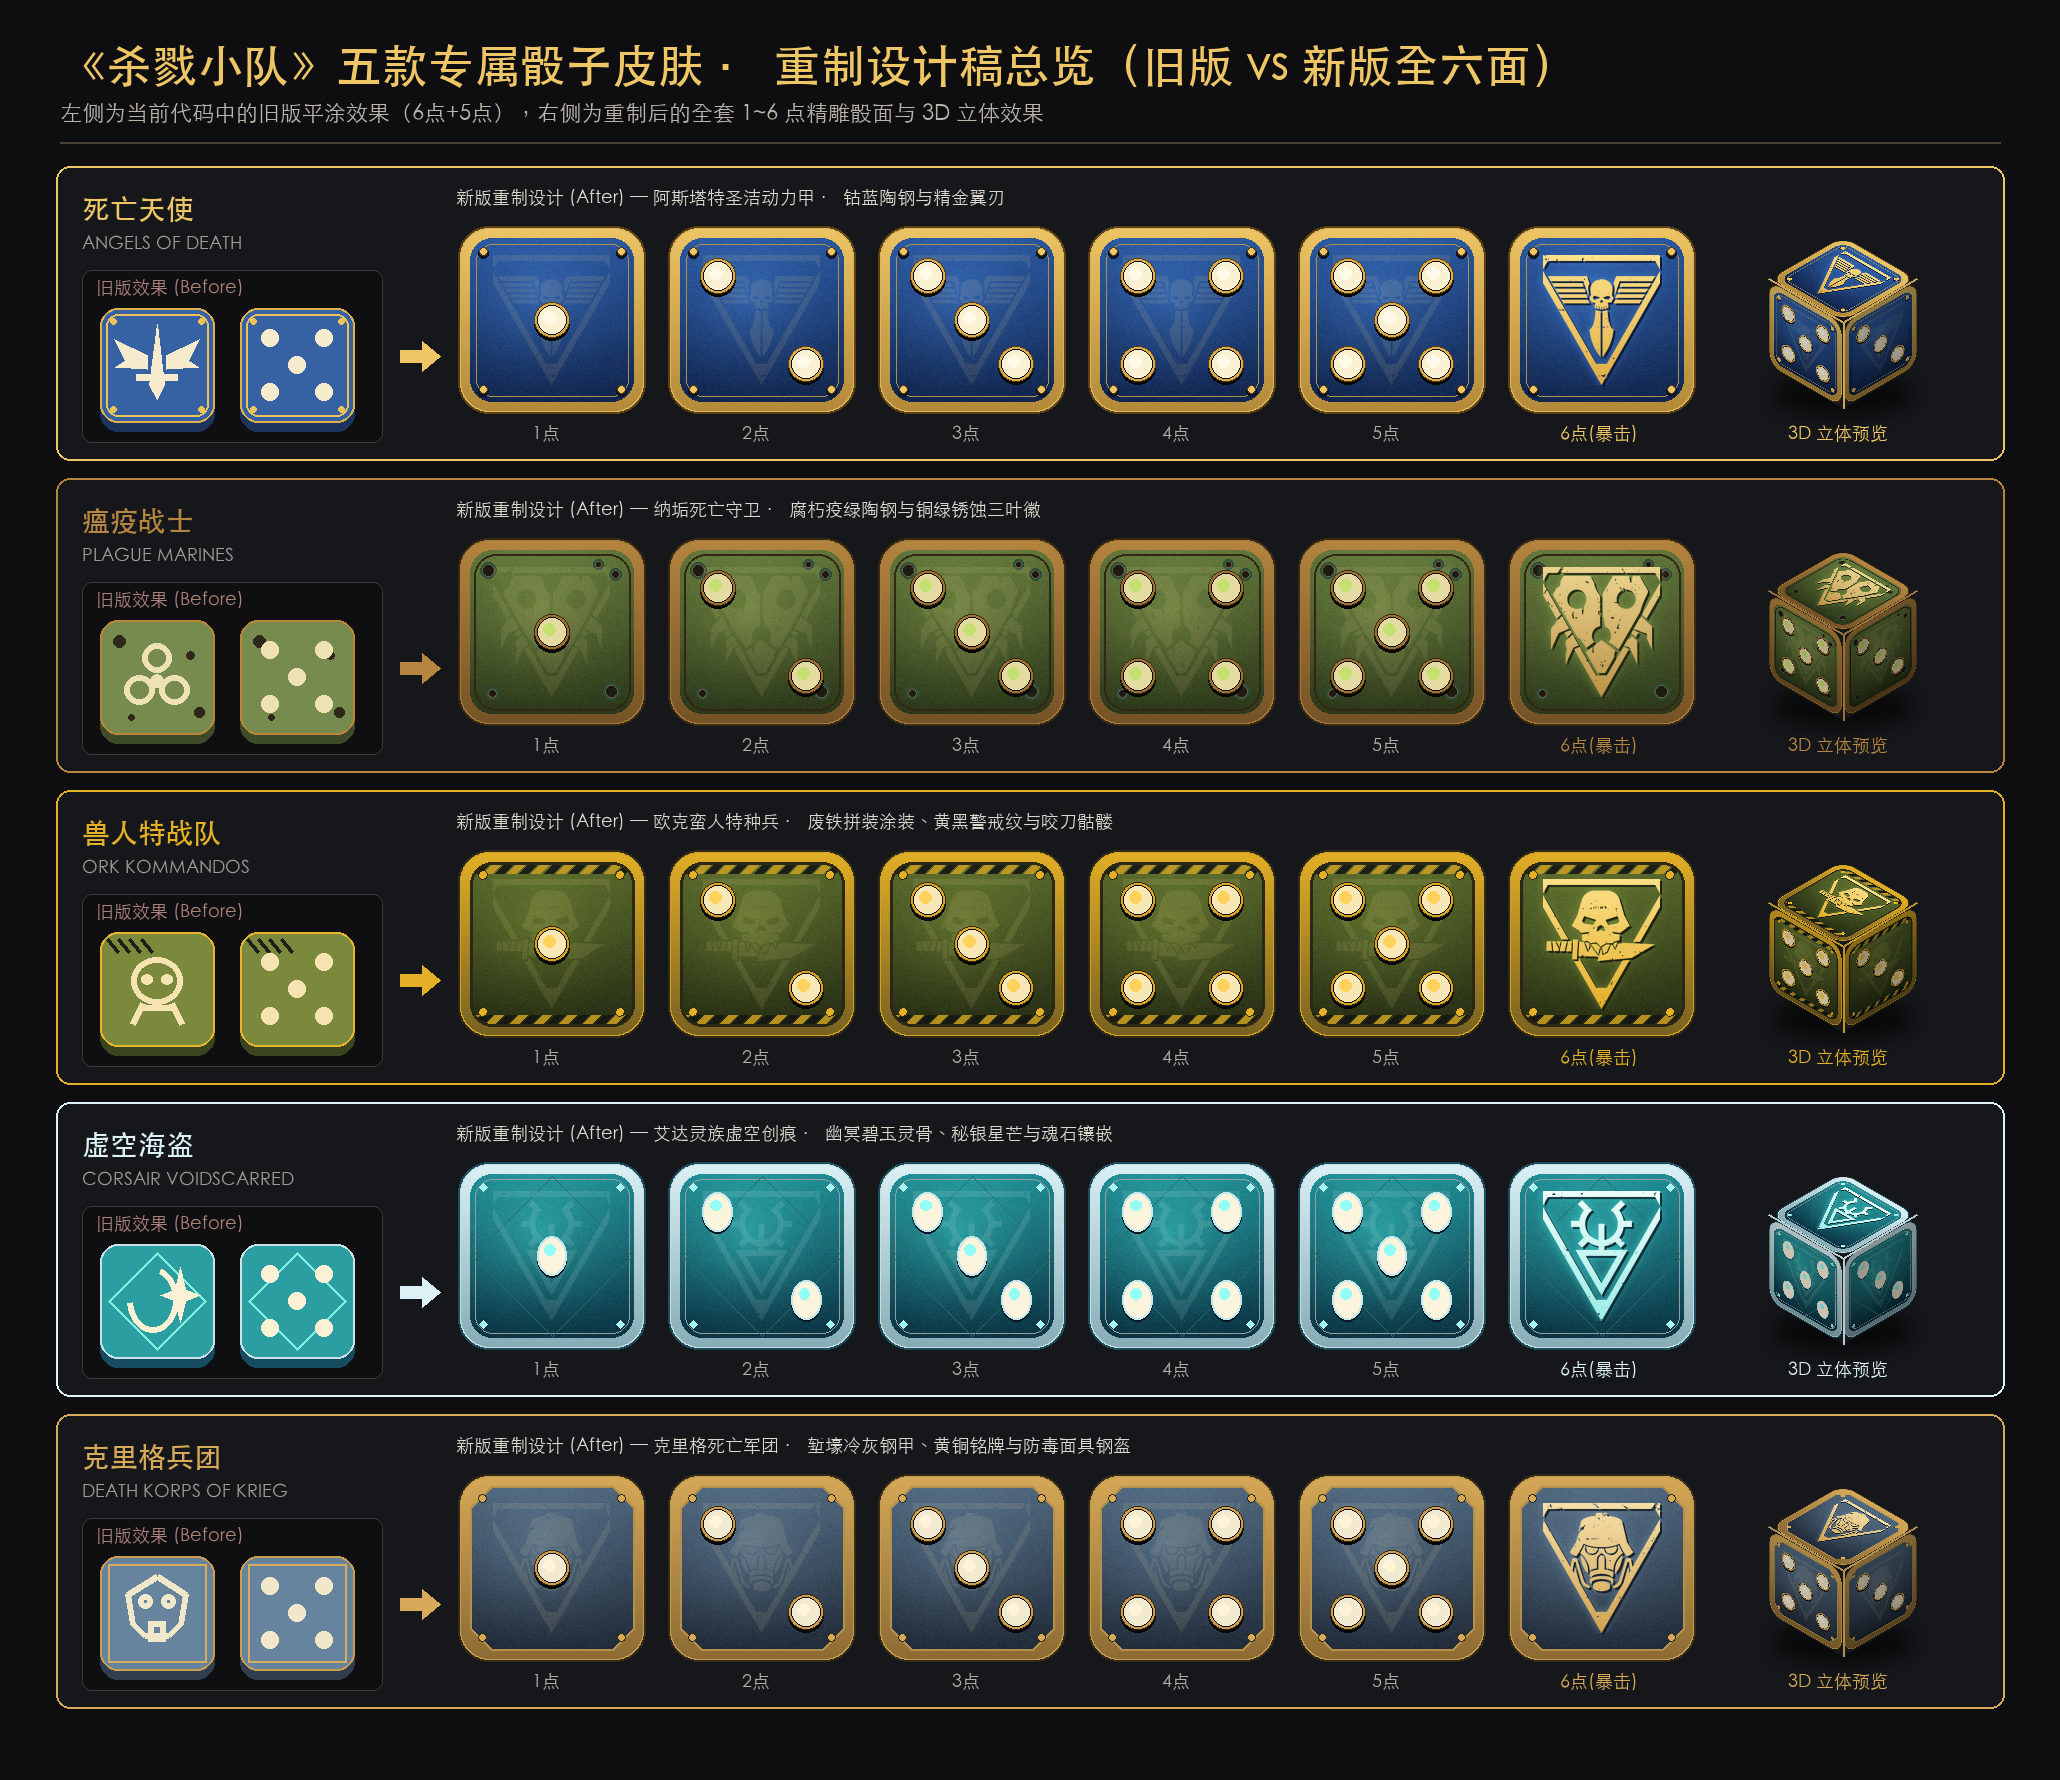 《杀戮小队》五款专属骰子皮肤 · 重制设计稿总览（旧版 VS 新版全六面）
左侧为当前代码中的旧版平涂效果（6点+5点），右侧为重制后的全套 1~6 点精雕骰面与 3D 立体效果
死亡天使
ANGELS OF DEATH
旧版效果 (Before)
新版重制设计 (After) — 阿斯塔特圣洁动力甲 · 钴蓝陶钢与精金翼刃
1点
2点
3点
4点
5点
6点(暴击)
3D 立体预览
瘟疫战士
PLAGUE MARINES
旧版效果 (Before)
新版重制设计 (After) — 纳垢死亡守卫 · 腐朽疫绿陶钢与铜绿锈蚀三叶徽
1点
2点
3点
4点
5点
6点(暴击)
3D 立体预览
兽人特战队
ORK KOMMANDOS
旧版效果 (Before)
新版重制设计 (After) — 欧克蛮人特种兵 · 废铁拼装涂装、黄黑警戒纹与咬刀骷髅
1点
2点
3点
4点
5点
6点(暴击)
3D 立体预览
虚空海盗
CORSAIR VOIDSCARRED
旧版效果 (Before)
新版重制设计 (After) — 艾达灵族虚空创痕 · 幽冥碧玉灵骨、秘银星芒与魂石镶嵌
1点
2点
3点
4点
5点
6点(暴击)
3D 立体预览
克里格兵团
DEATH KORPS OF KRIEG
旧版效果 (Before)
新版重制设计 (After) — 克里格死亡军团 · 堑壕冷灰钢甲、黄铜铭牌与防毒面具钢盔
1点
2点
3点
4点
5点
6点(暴击)
3D 立体预览